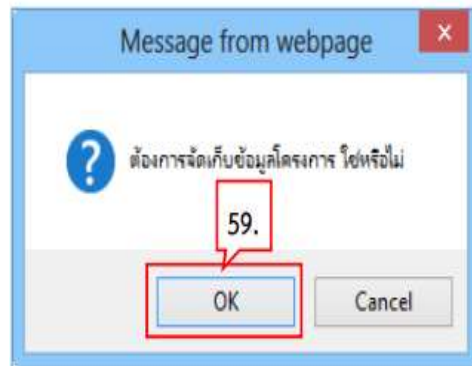 Message from webpage
x
?
ต้องการจัดเก็บข้อมูลโครงการ ใช่หรือไม่
59.
OK Cancel